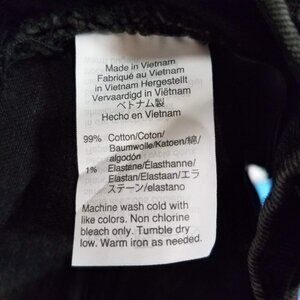 Made in Vietnam
Fabriqué au Vietnam
in Vietnam Hergestellt
Vervaardigd in Viëtnam
ベトナム製
Hecho en Vietnam
99% Cotton/Coton/
Baumwolle/Katoen/綿/
algodón
1% Elastane/Élasthanne/
Elastan/Elastaan/エラ
ステーン/elastano
Machine wash cold with
like colors. Non chlorine
bleach only. Tumble dry
low. Warm iron as needed.